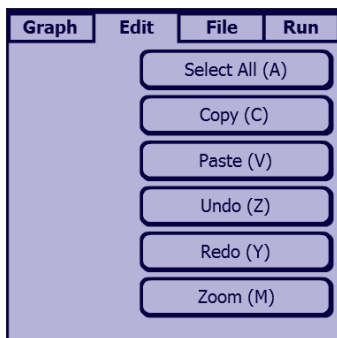 Graph Edit File Run
Select All (A)
Copy (C)
Paste (V)
Undo (Z)
Redo (Y)
Zoom (M)